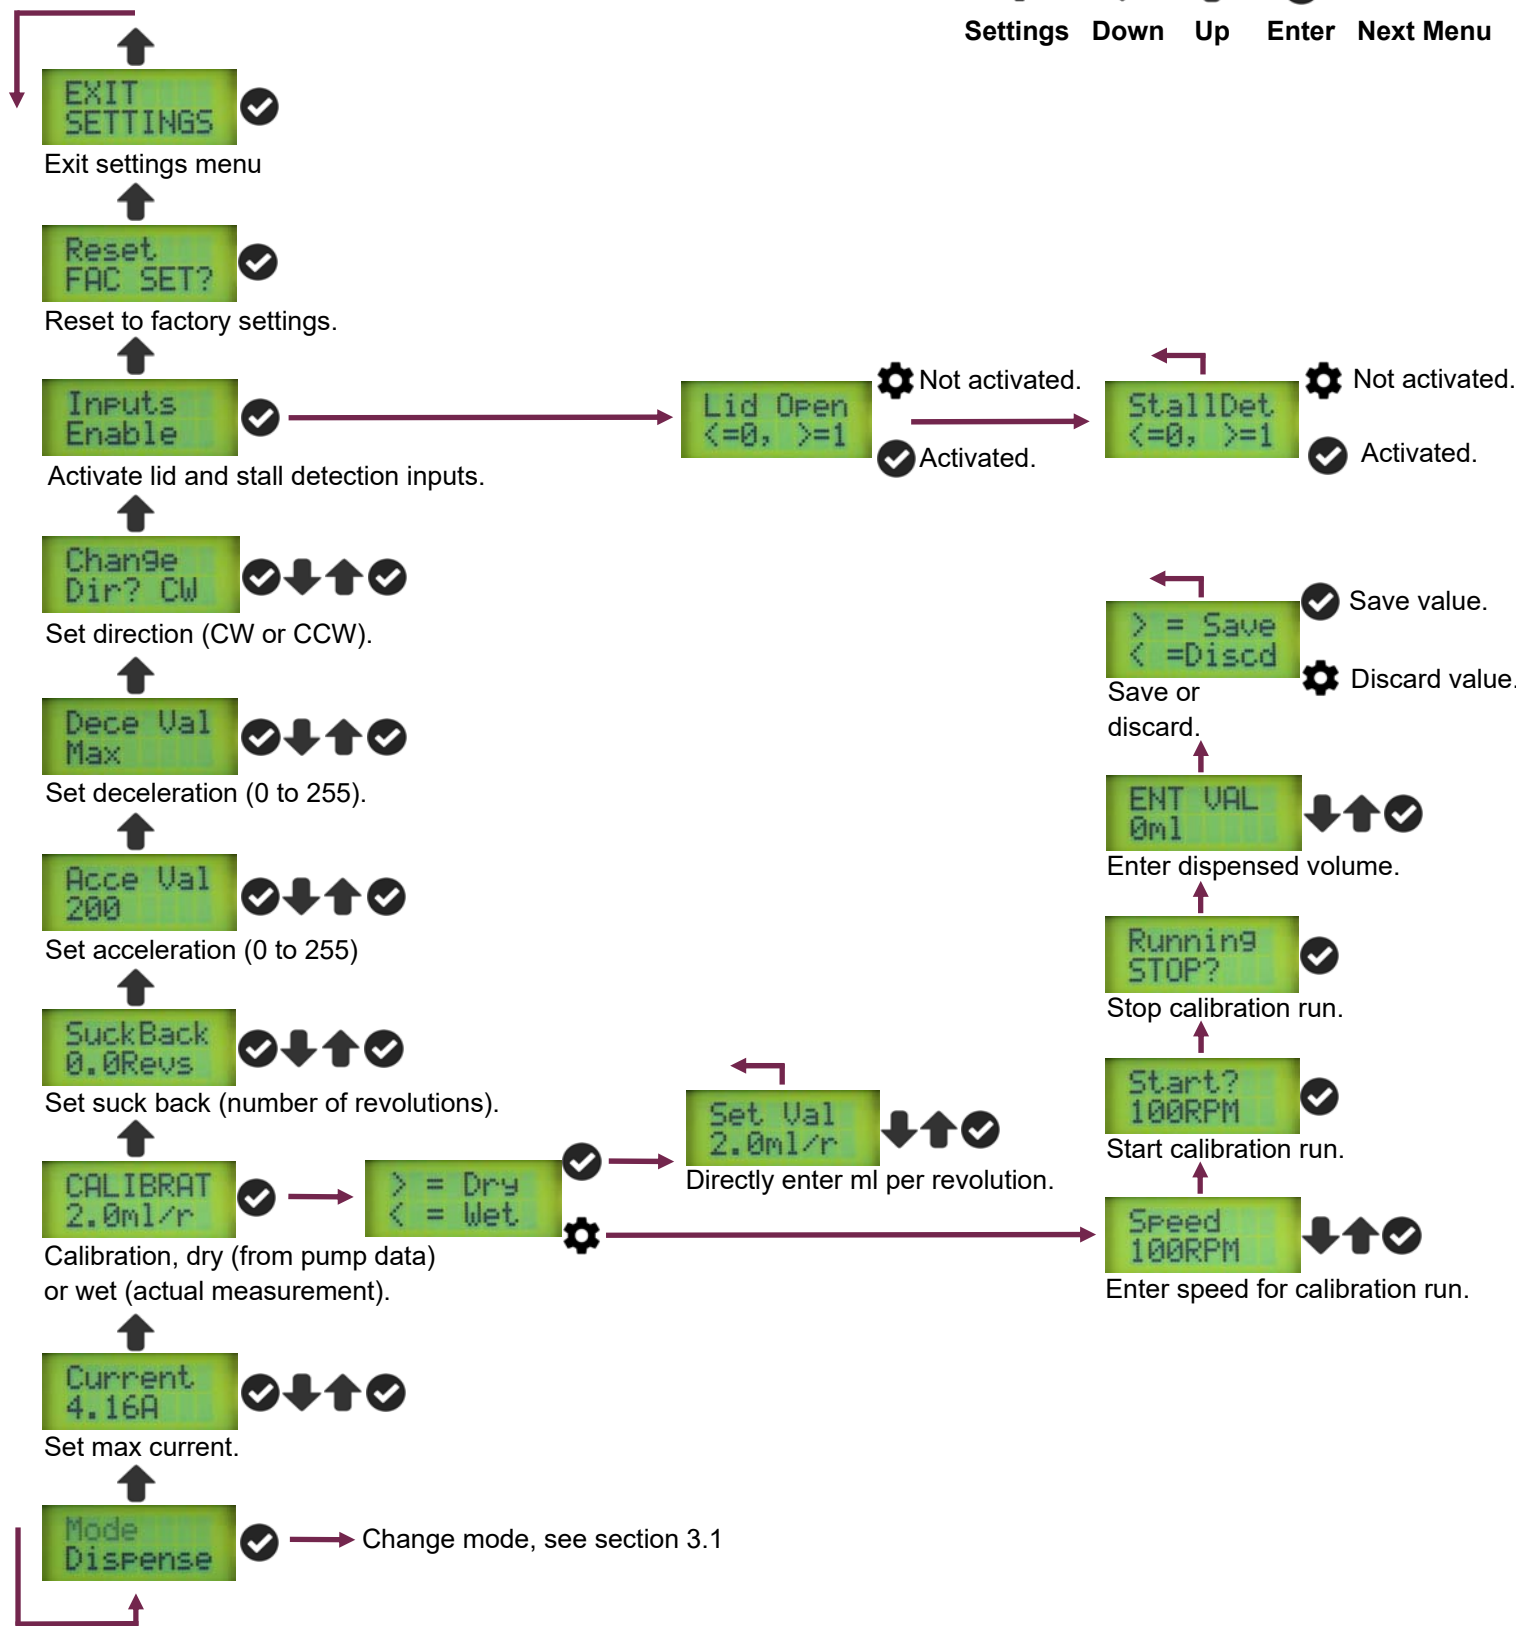 Settings Down Up Enter Next Menu
EXIT
SETTINGS
Exit settings menu
Reset
FAC SET?
Reset to factory settings.
Inputs
Enable
Activate lid and stall detection inputs.
Lid Open
<=0, >=1
Not activated.
Activated.
StallDet
<=0, >=1
Not activated.
Activated.
Change
Dir? CW
Set direction (CW or CCW).
Dece Val
Max
Set deceleration (0 to 255).
Acce Val
200
Set acceleration (0 to 255)
SuckBack
0.0Revs
Set suck back (number of revolutions).
CALIBRAT
2.0ml/r
Calibration, dry (from pump data)
or wet (actual measurement).
> = Dry
< = Wet
Set Val
2.0ml/r
Directly enter ml per revolution.
> = Save
< =Discd
Save value.
Discard value.
Save or
discard.
ENT VAL
0ml
Enter dispensed volume.
Running
STOP?
Stop calibration run.
Start?
100RPM
Start calibration run.
Speed
100RPM
Enter speed for calibration run.
Current
4.16A
Set max current.
Mode
Dispense
Change mode, see section 3.1